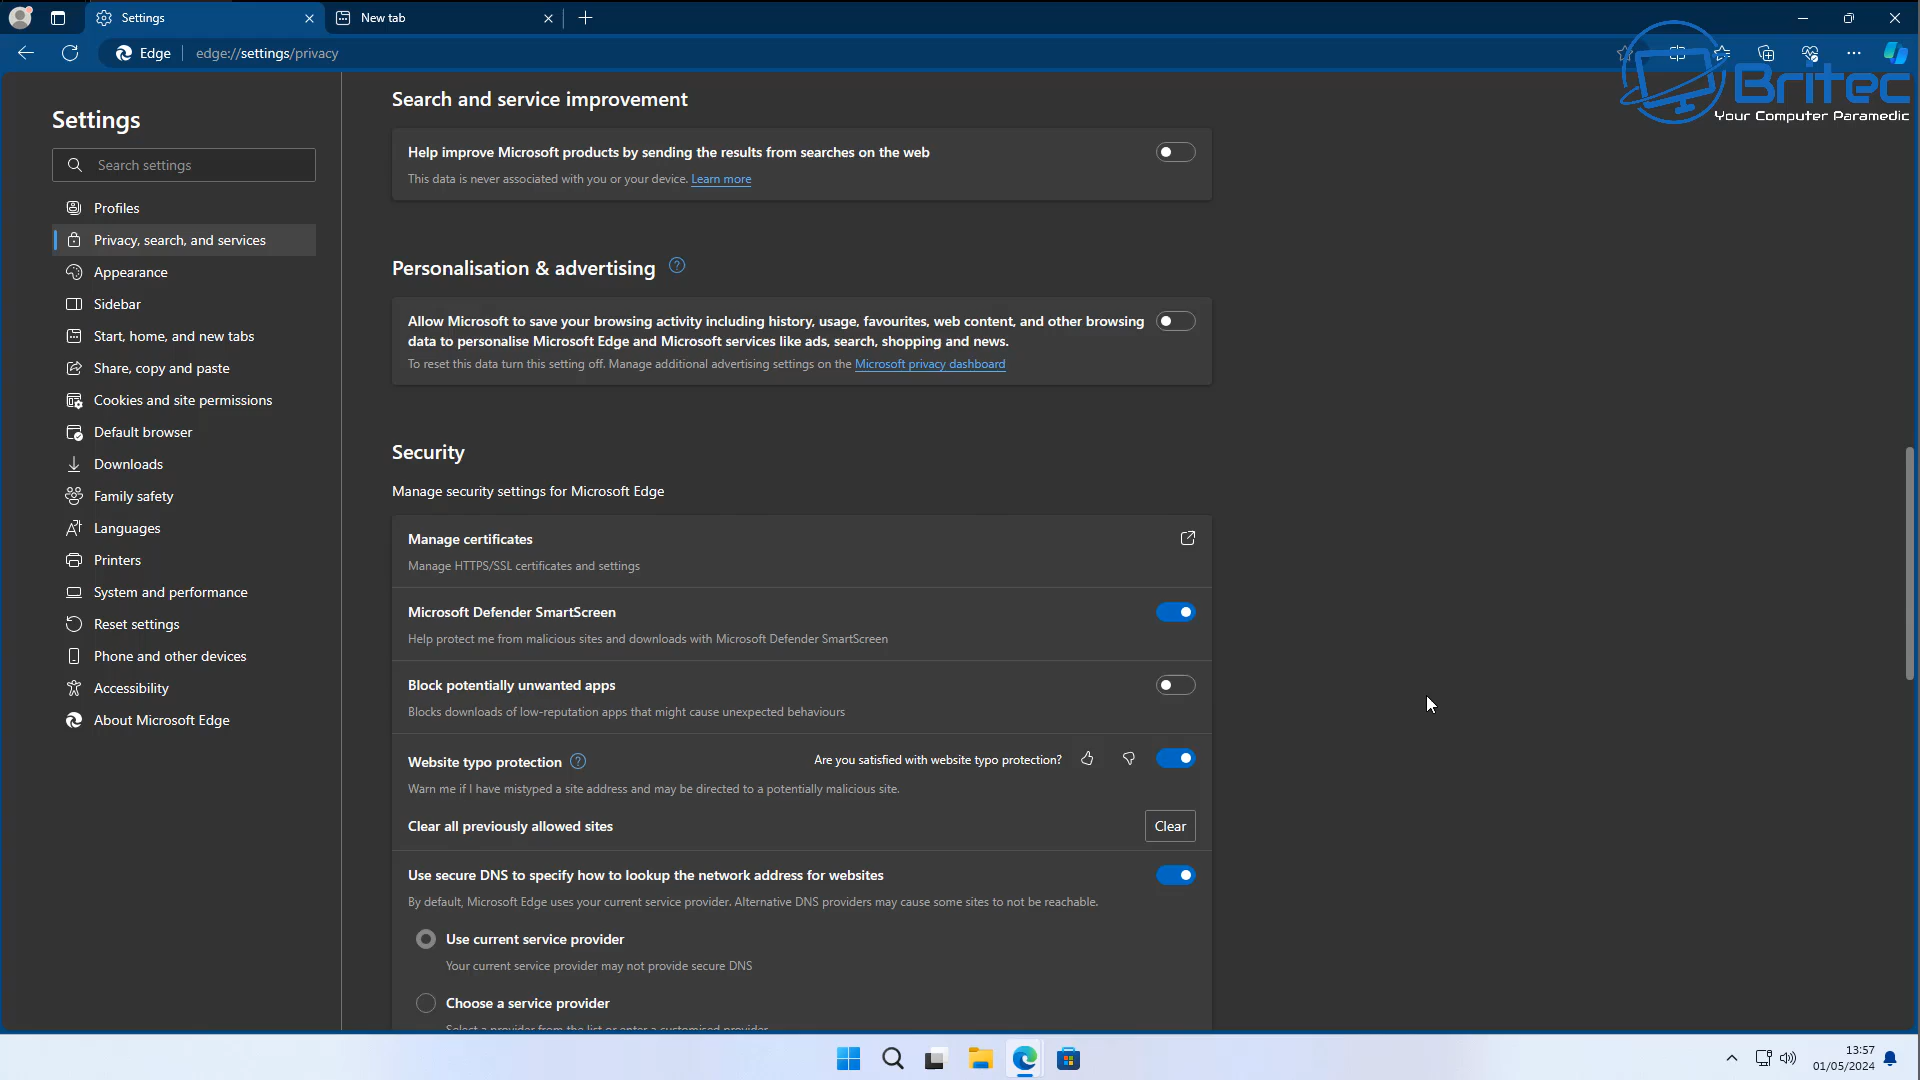 Settings
New tab
Edge
edge://settings/privacy
Britec
Your Computer Paramedic
Settings
Search settings
Profiles
Privacy, search, and services
Appearance
Sidebar
Start, home, and new tabs
Share, copy and paste
Cookies and site permissions
Default browser
Downloads
Family safety
Languages
Printers
System and performance
Reset settings
Phone and other devices
Accessibility
About Microsoft Edge
Search and service improvement
Help improve Microsoft products by sending the results from searches on the web
This data is never associated with you or your device. Learn more
Personalisation & advertising
Allow Microsoft to save your browsing activity including history, usage, favourites, web content, and other browsing
data to personalise Microsoft Edge and Microsoft services like ads, search, shopping and news.
To reset this data turn this setting off. Manage additional advertising settings on the Microsoft privacy dashboard
Security
Manage security settings for Microsoft Edge
Manage certificates
Manage HTTPS/SSL certificates and settings
Microsoft Defender SmartScreen
Help protect me from malicious sites and downloads with Microsoft Defender SmartScreen
Block potentially unwanted apps
Blocks downloads of low-reputation apps that might cause unexpected behaviours
Website typo protection
Are you satisfied with website typo protection?
Warn me if I have mistyped a site address and may be directed to a potentially malicious site.
Clear all previously allowed sites
Clear
Use secure DNS to specify how to lookup the network address for websites
By default, Microsoft Edge uses your current service provider. Alternative DNS providers may cause some sites to not be reachable.
Use current service provider
Your current service provider may not provide secure DNS
Choose a service provider
Select a provider from the list or enter a customised provider
13:57
01/05/2024